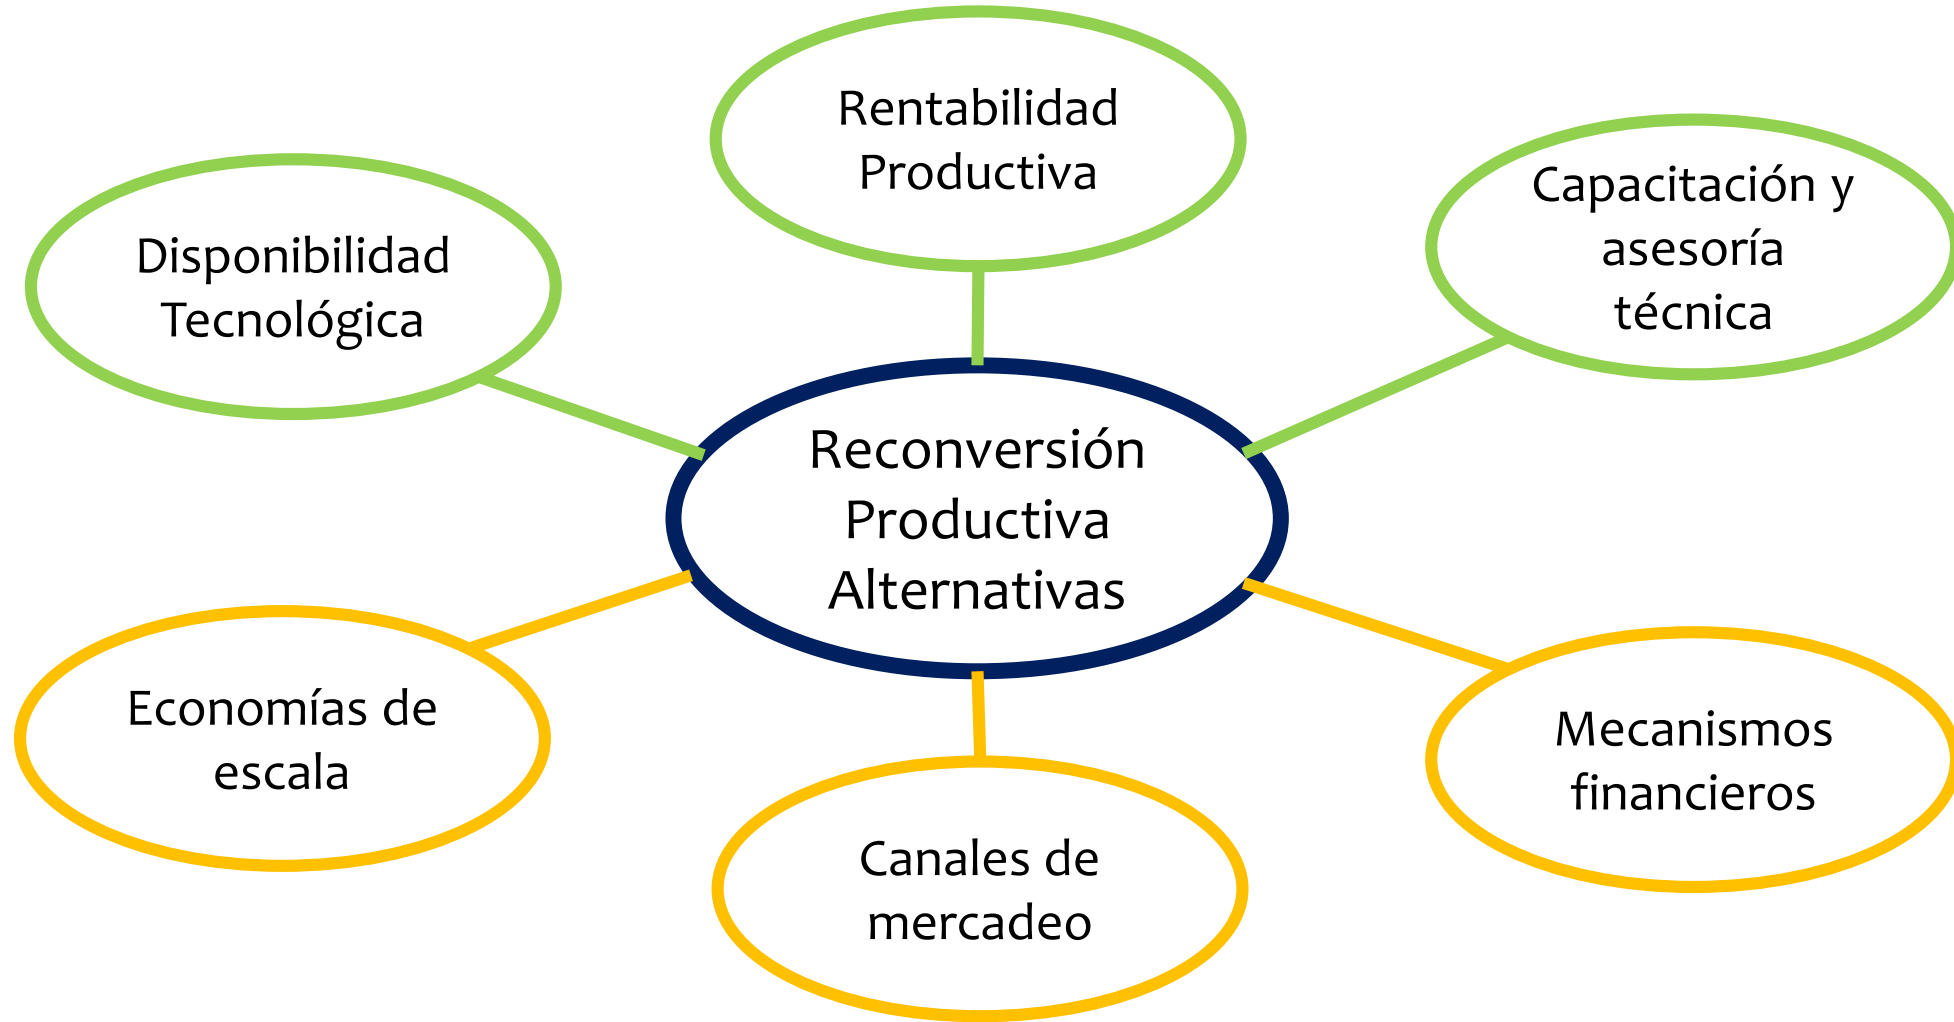 Rentabilidad
Productiva
Capacitación y
asesoría
técnica
Disponibilidad
Tecnológica
Reconversión
Productiva
Alternativas
Economías de
escala
Mecanismos
financieros
Canales de
mercadeo